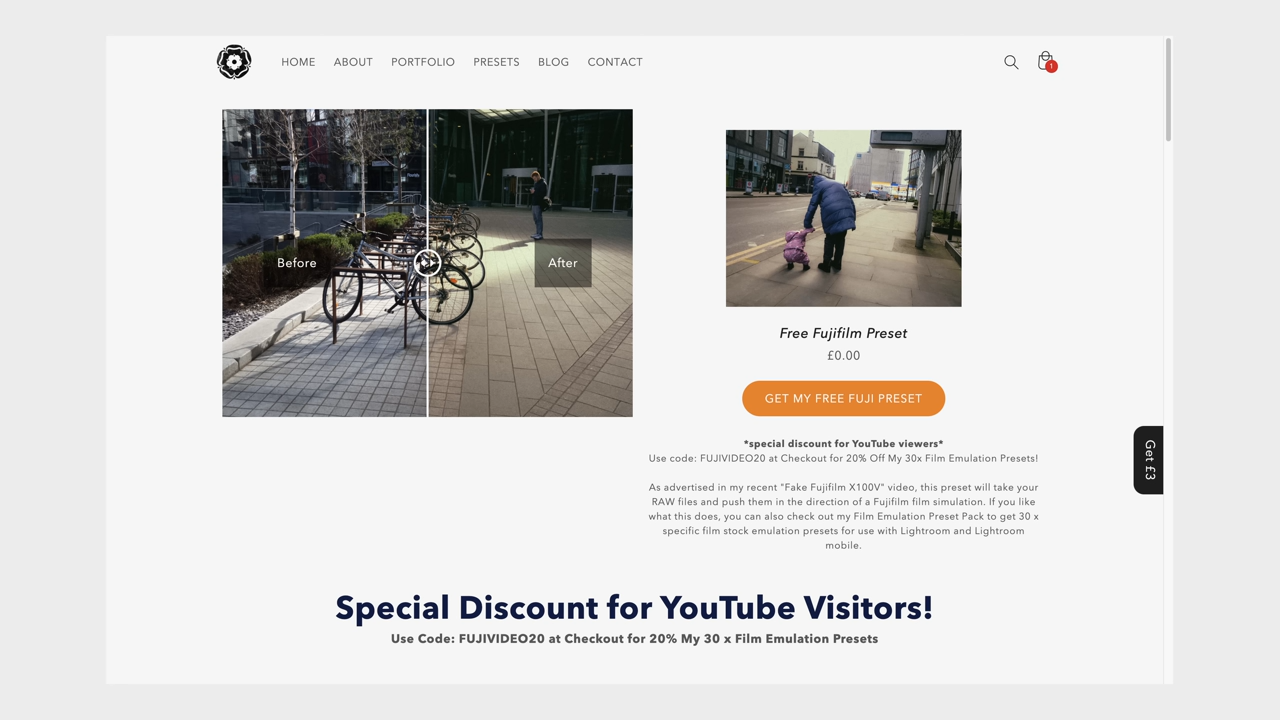 HOME ABOUT PORTFOLIO PRESETS BLOG CONTACT
1
Before
After
Free Fujifilm Preset
£0.00
GET MY FREE FUJI PRESET
*special discount for YouTube viewers*
Use code: FUJIVIDEO20 at Checkout for 20% Off My 30x Film Emulation Presets!
As advertised in my recent "Fake Fujifilm X100V" video, this preset will take your
RAW files and push them in the direction of a Fujifilm film simulation. If you like
what this does, you can also check out my Film Emulation Preset Pack to get 30 x
specific film stock emulation presets for use with Lightroom and Lightroom
mobile.
Get £3
Special Discount for YouTube Visitors!
Use Code: FUJIVIDEO20 at Checkout for 20% My 30 x Film Emulation Presets